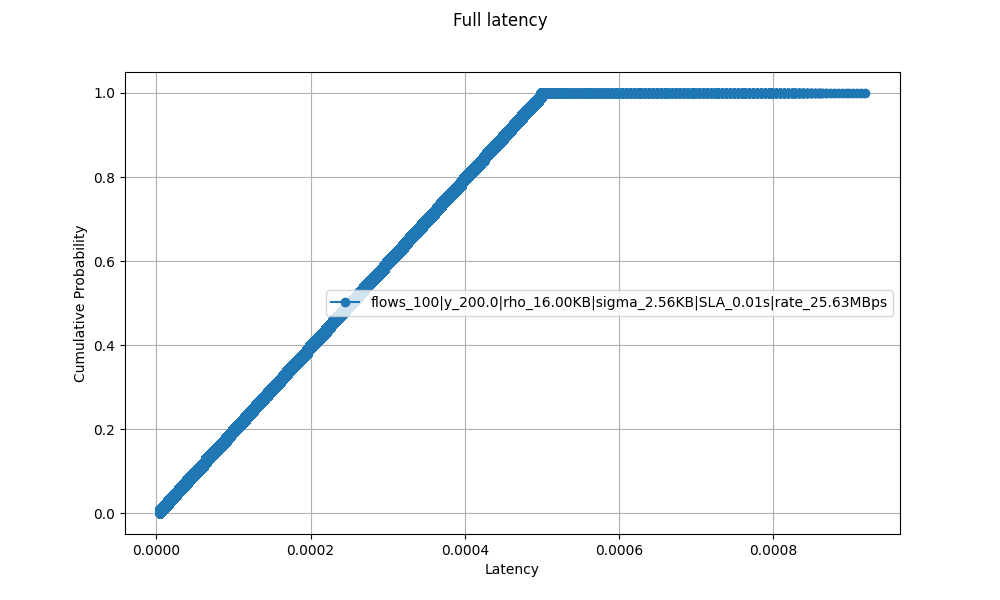 Full latency
1.0
0.8
0.6
0.4
0.2
0.0
Cumulative Probability
flows_100|y_200.0|rho_16.00KB|sigma_2.56KB|SLA_0.01s|rate_25.63MBps
0.0000 0.0002 0.0004 0.0006 0.0008
Latency